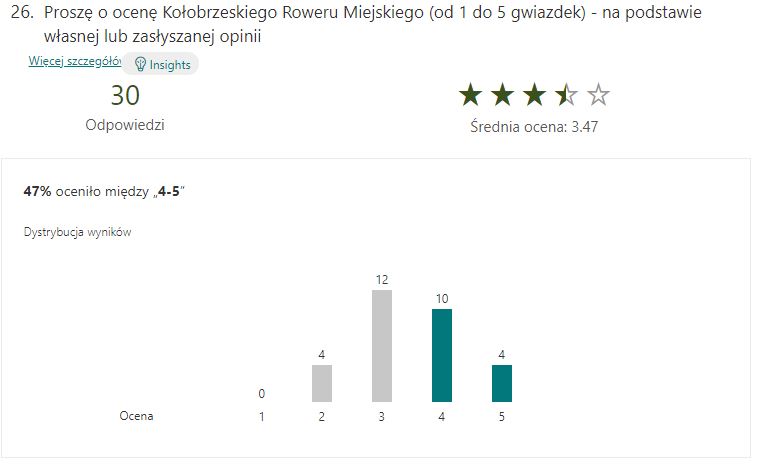 26. Proszę o ocenę Kołobrzeskiego Roweru Miejskiego (od 1 do 5 gwiazdek) - na podstawie
własnej lub zasłyszanej opinii
Więcej szczegółów Insights
30
Odpowiedzi
Średnia ocena: 3.47
47% oceniło między „4-5”
Dystrybucja wyników
12
10
4
4
0
Ocena 1 2 3 4 5